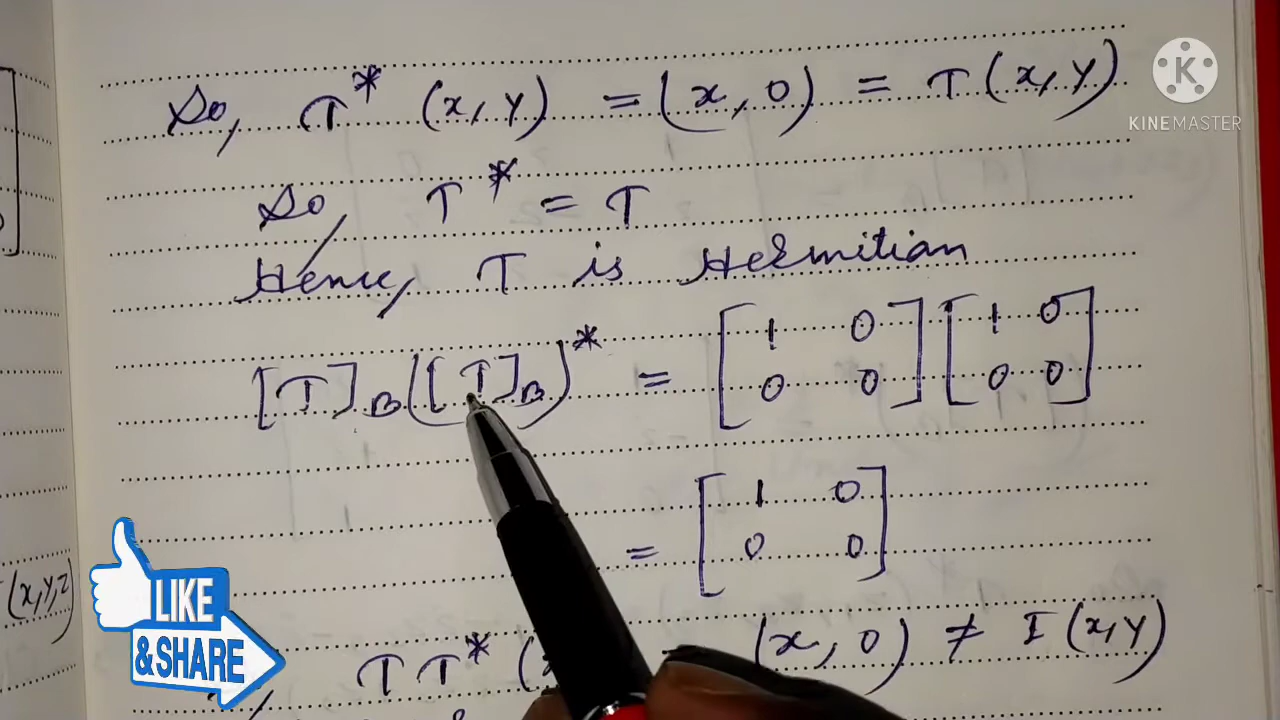 So, T* (x, y) = (x, 0) = T(x, y)
KINEMASTER
So, T* = T
Hence, T is Hermitian
[T]B ([T]B)* = [1 0 [1 0
0 0] 0 0]
= [1 0
0 0]
(x, y, z)
LIKE
& SHARE
TT* ( (x, 0) ≠ I(x, y)